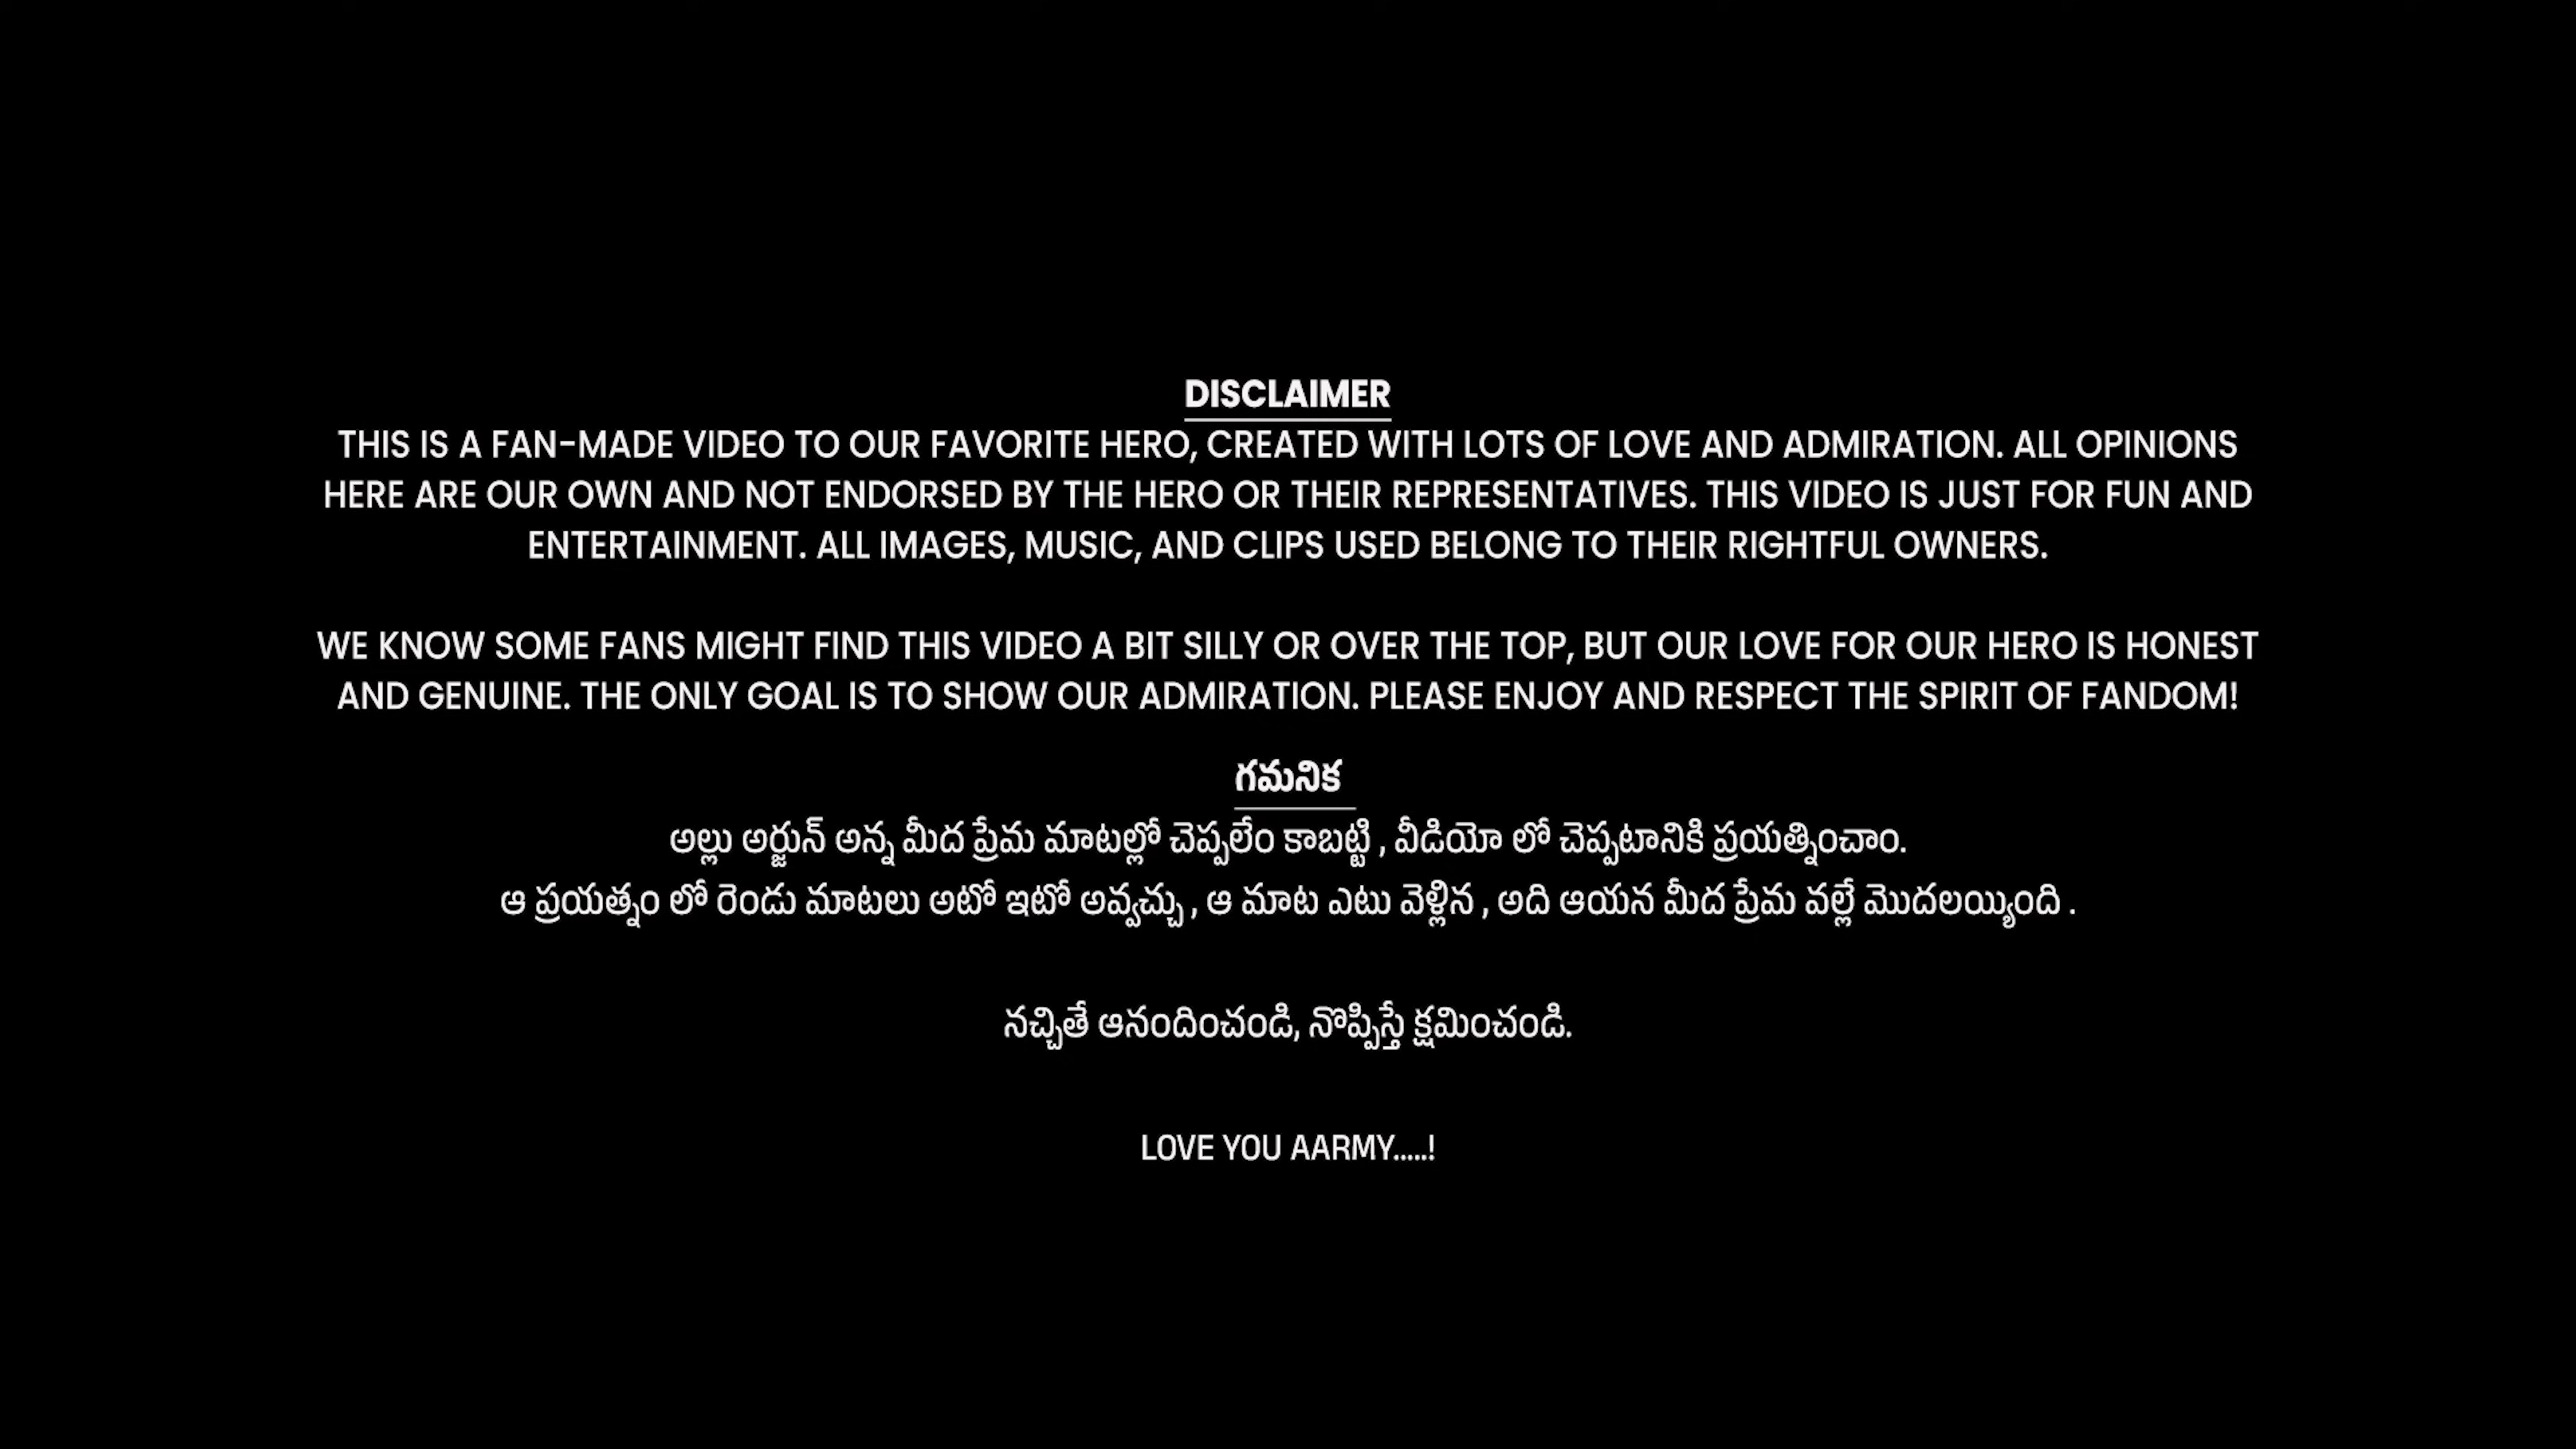 DISCLAIMER
THIS IS A FAN-MADE VIDEO TO OUR FAVORITE HERO, CREATED WITH LOTS OF LOVE AND ADMIRATION. ALL OPINIONS
HERE ARE OUR OWN AND NOT ENDORSED BY THE HERO OR THEIR REPRESENTATIVES. THIS VIDEO IS JUST FOR FUN AND
ENTERTAINMENT. ALL IMAGES, MUSIC, AND CLIPS USED BELONG TO THEIR RIGHTFUL OWNERS.
WE KNOW SOME FANS MIGHT FIND THIS VIDEO A BIT SILLY OR OVER THE TOP, BUT OUR LOVE FOR OUR HERO IS HONEST
AND GENUINE. THE ONLY GOAL IS TO SHOW OUR ADMIRATION. PLEASE ENJOY AND RESPECT THE SPIRIT OF FANDOM!
గమనిక
అల్లు అర్జున్ అన్న మీద ప్రేమ మాటల్లో చెప్పలేం కాబట్టి , వీడియో లో చెప్పటానికి ప్రయత్నించాం.
ఆ ప్రయత్నం లో రెండు మాటలు అటో ఇటో అవ్వచ్చు , ఆ మాట ఎటు వెళ్లిన , అది ఆయన మీద ప్రేమ వల్లే మొదలయ్యింది .
నచ్చితే ఆనందించండి, నొప్పిస్తే క్షమించండి.
LOVE YOU AARMY.....!